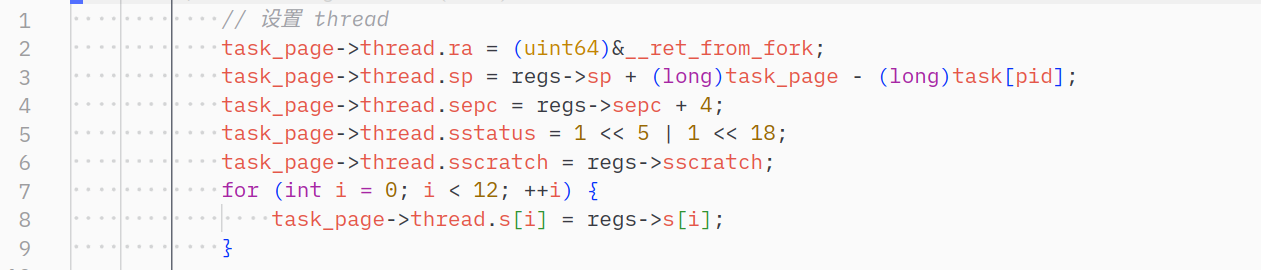 1 // 设置 thread
2 task_page->thread.ra = (uint64)&__ret_from_fork;
3 task_page->thread.sp = regs->sp + (long)task_page - (long)task[pid];
4 task_page->thread.sepc = regs->sepc + 4;
5 task_page->thread.sstatus = 1 << 5 | 1 << 18;
6 task_page->thread.sscratch = regs->sscratch;
7 for (int i = 0; i < 12; ++i) {
8 task_page->thread.s[i] = regs->s[i];
9 }